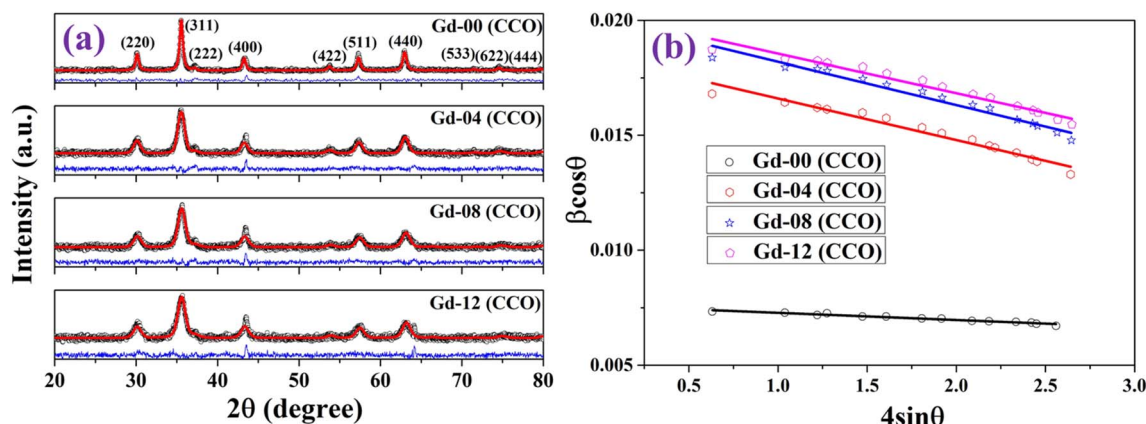 (a)
Gd-00 (CCO)
(311)
(220)
(222)
(400)
(422)
(511)
(440)
(533)
(622)
(444)
Gd-04 (CCO)
Gd-08 (CCO)
Gd-12 (CCO)
Intensity (a.u.)
20 30 40 50 60 70 80
2θ (degree)
(b)
0.020
0.015
0.010
0.005
βcosθ
Gd-00 (CCO)
Gd-04 (CCO)
Gd-08 (CCO)
Gd-12 (CCO)
0.5 1.0 1.5 2.0 2.5 3.0
4sinθ